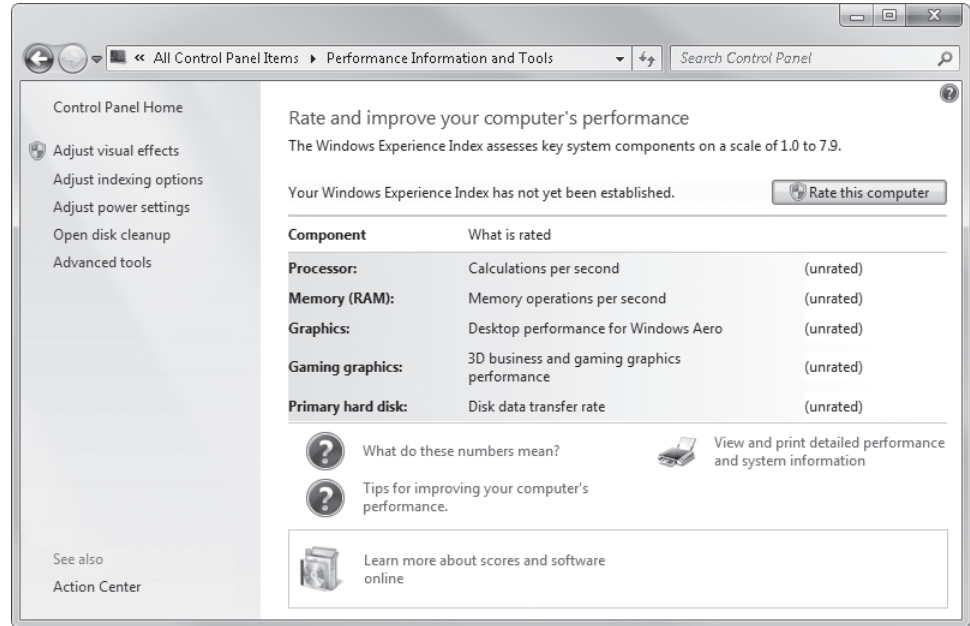 « All Control Panel Items ▸ Performance Information and Tools
Search Control Panel
Control Panel Home
Adjust visual effects
Adjust indexing options
Adjust power settings
Open disk cleanup
Advanced tools
See also
Action Center
Rate and improve your computer's performance
The Windows Experience Index assesses key system components on a scale of 1.0 to 7.9.
Your Windows Experience Index has not yet been established.
Rate this computer
Component What is rated
Processor: Calculations per second (unrated)
Memory (RAM): Memory operations per second (unrated)
Graphics: Desktop performance for Windows Aero (unrated)
Gaming graphics: 3D business and gaming graphics (unrated)
performance
Primary hard disk: Disk data transfer rate (unrated)
What do these numbers mean?
View and print detailed performance
and system information
Tips for improving your computer's
performance.
Learn more about scores and software
online